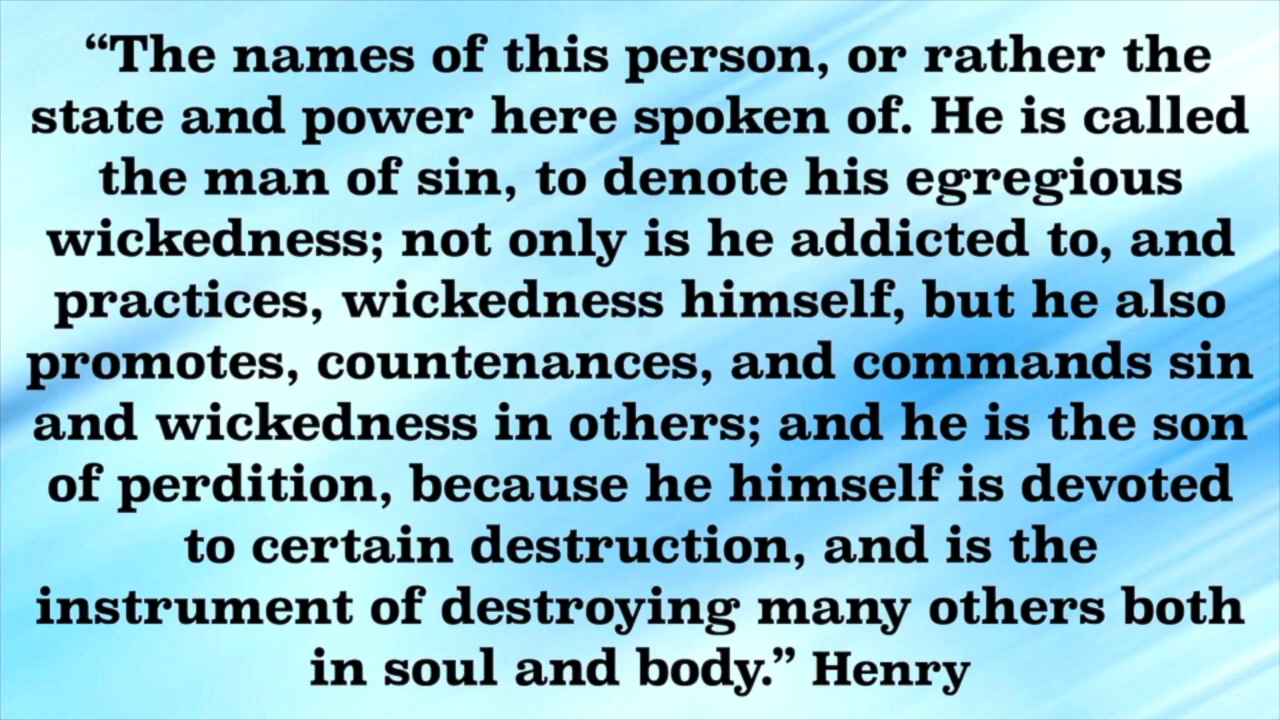 “The names of this person, or rather the
state and power here spoken of. He is called
the man of sin, to denote his egregious
wickedness; not only is he addicted to, and
practices, wickedness himself, but he also
promotes, countenances, and commands sin
and wickedness in others; and he is the son
of perdition, because he himself is devoted
to certain destruction, and is the
instrument of destroying many others both
in soul and body.” Henry